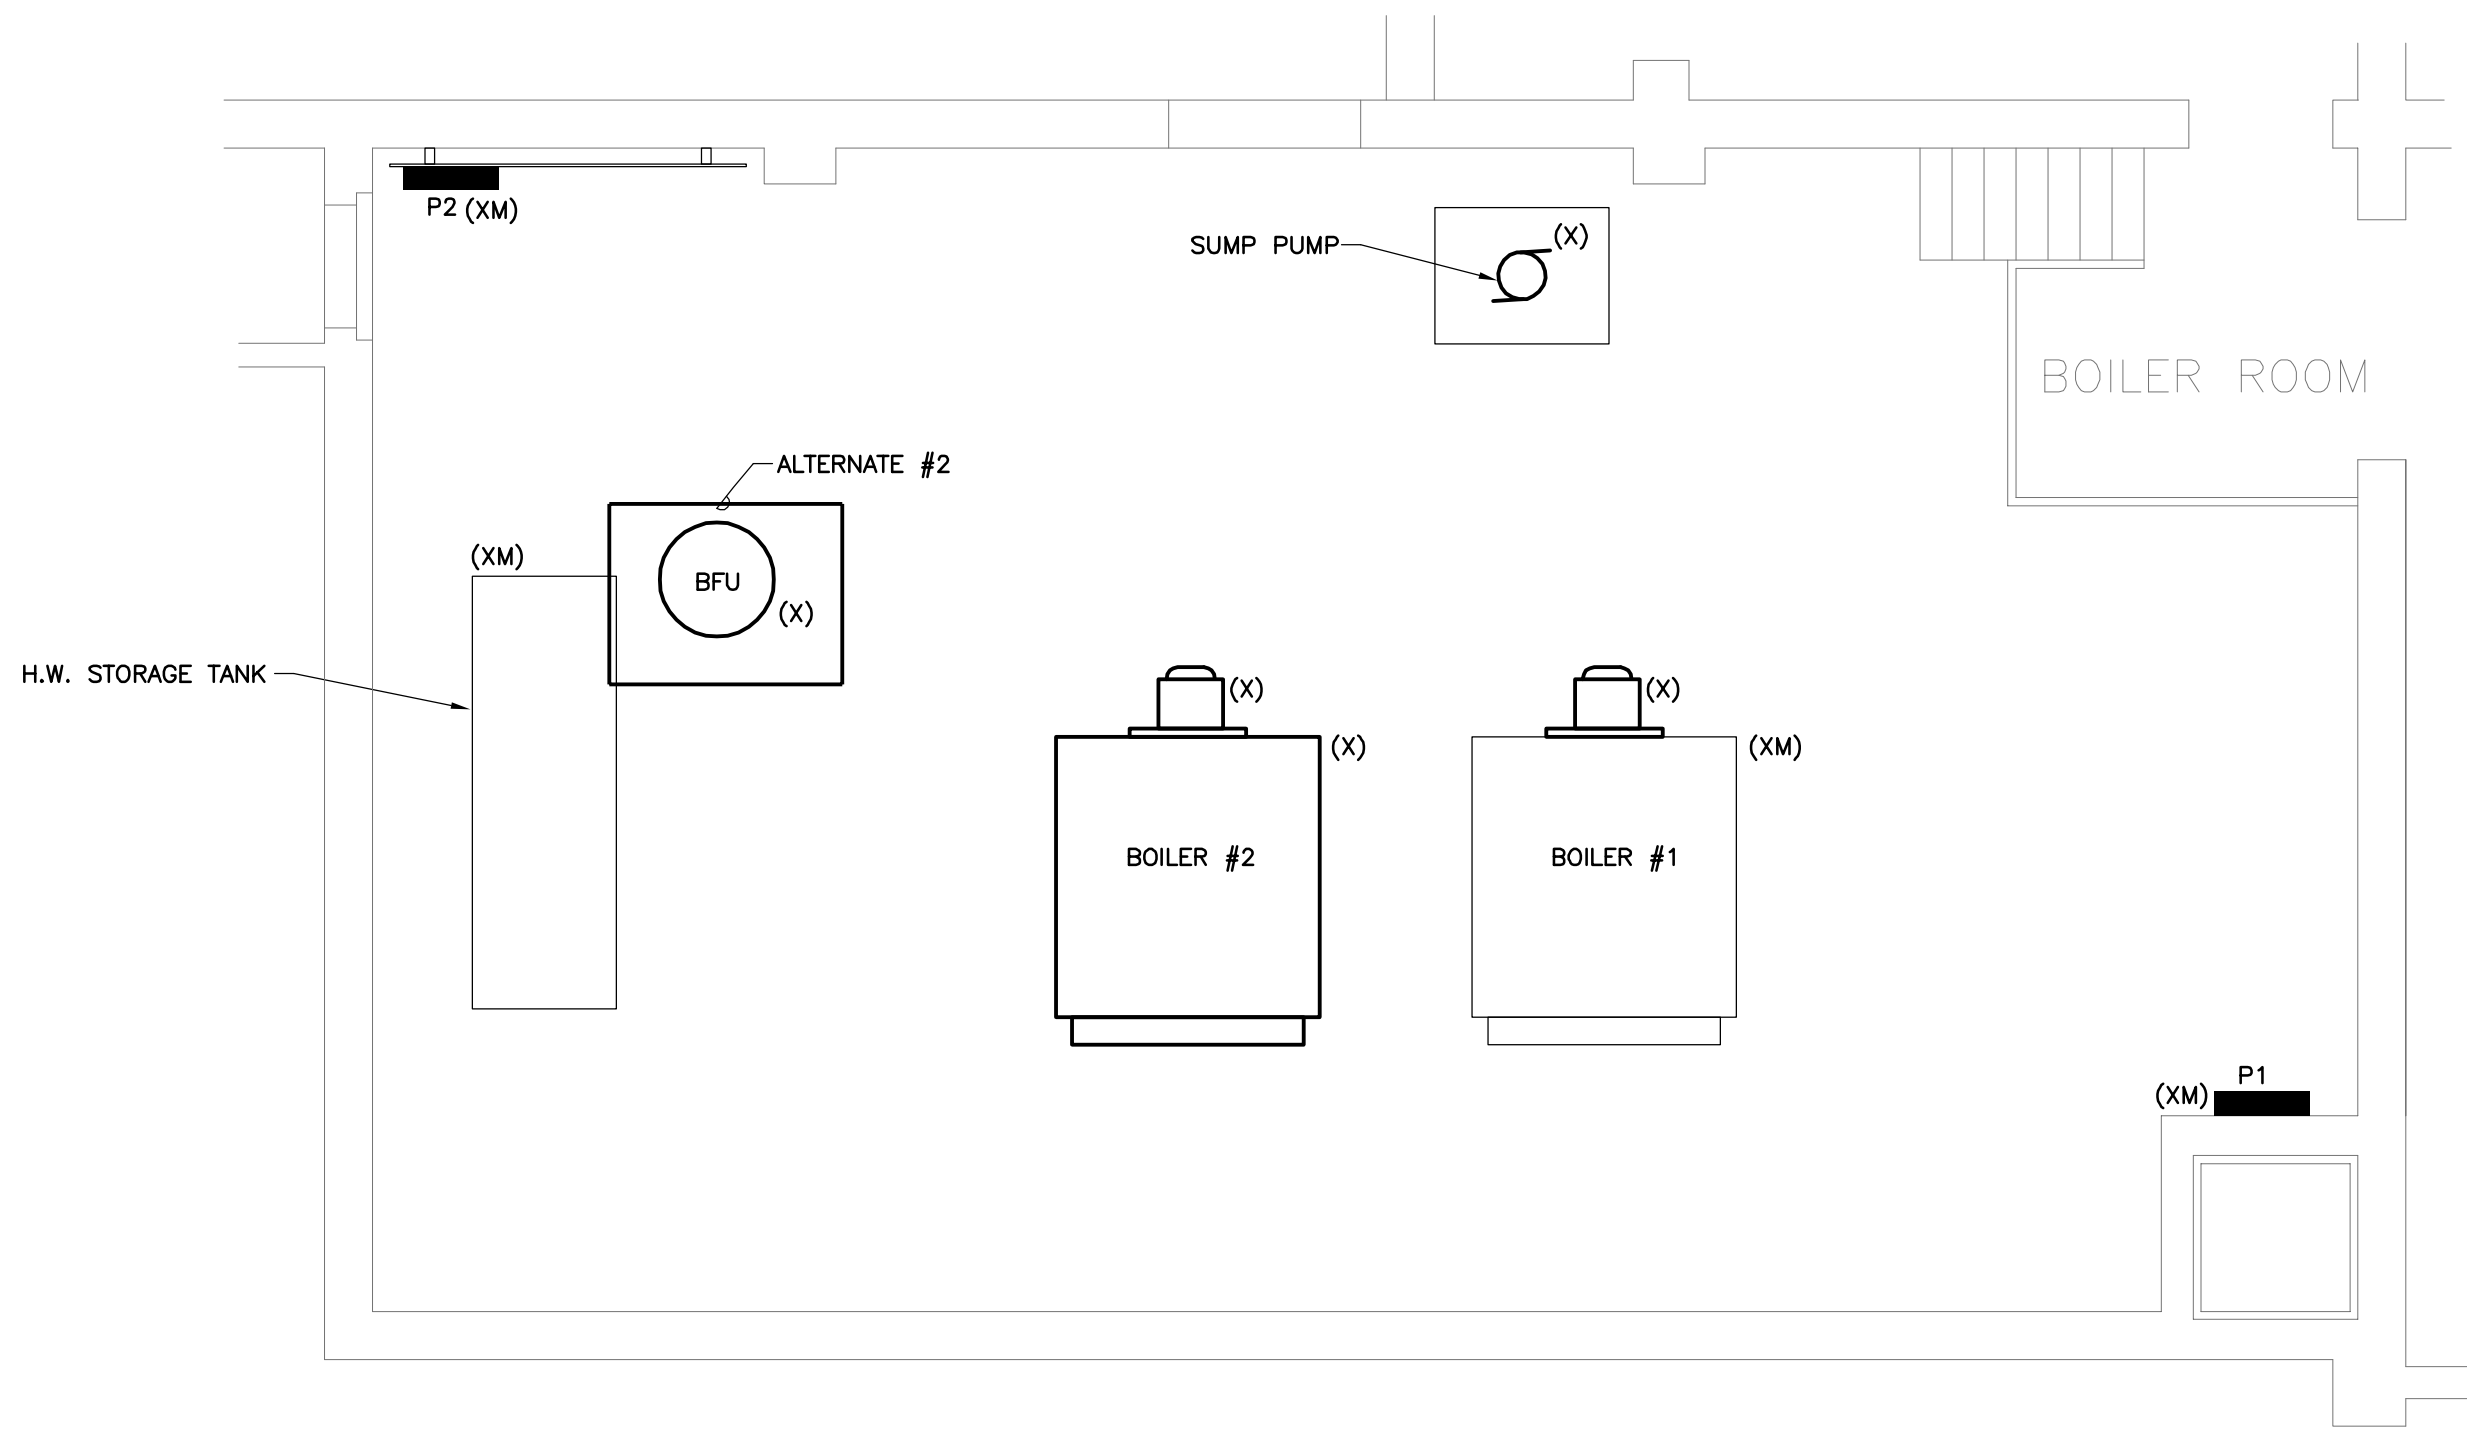 P2 (XM)
SUMP PUMP
(X)
BOILER ROOM
ALTERNATE #2
(XM)
BFU
(X)
H.W. STORAGE TANK
(X)
(X)
(X)
(XM)
BOILER #2
BOILER #1
P1
(XM)